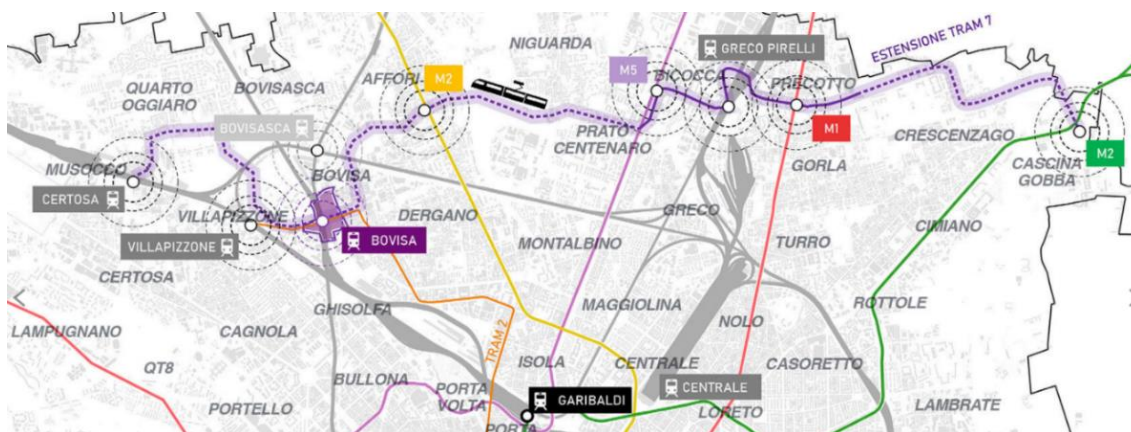 NIGUARDA
GRECO PIRELLI
ESTENSIONE TRAM 7
QUARTO
OGGIARO
BOVISASCA
AFFORI
M2
M5
BICOCCA
PRECOTTO
BOVISASCA
PRATO
CENTENARO
M1
CRESCENZAGO
MUSOCCO
BOVISA
GORLA
CASCINA
GOBBA
M2
CERTOSA
VILLAPIZZONE
DERGANO
GRECO
CIMIANO
VILLAPIZZONE
BOVISA
MONTALBINO
TURRO
CERTOSA
GHISOLFA
MAGGIOLINA
ROTTOLE
LAMPUGNANO
CAGNOLA
TRAM 2
NOLO
QT8
ISOLA
CENTRALE
CASORETTO
BULLONA
PORTA
VOLTA
GARIBALDI
CENTRALE
PORTELLO
LORETO
LAMBRATE
PORTA